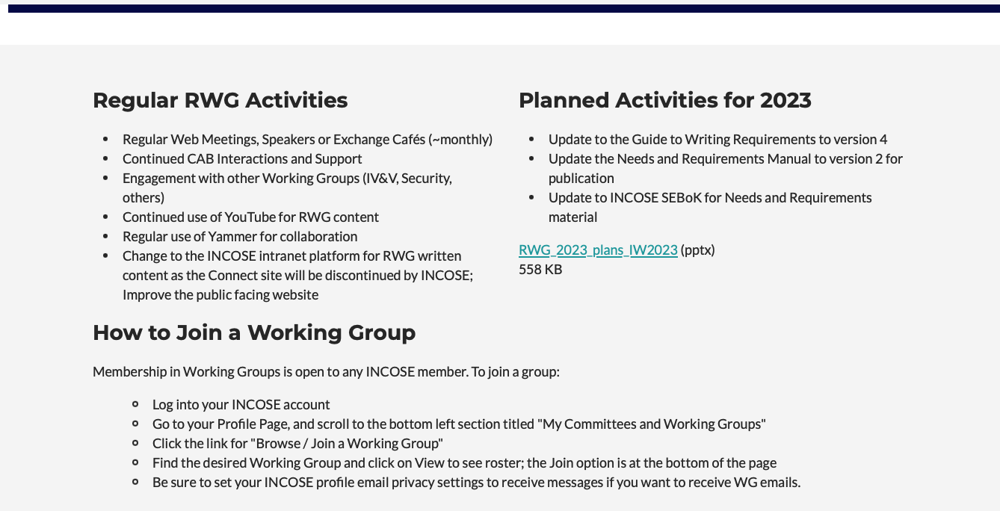 Regular RWG Activities
Regular Web Meetings, Speakers or Exchange Cafés (~monthly)
Continued CAB Interactions and Support
Engagement with other Working Groups (IV&V, Security,
others)
Continued use of YouTube for RWG content
Regular use of Yammer for collaboration
Change to the INCOSE intranet platform for RWG written
content as the Connect site will be discontinued by INCOSE;
Improve the public facing website
Planned Activities for 2023
Update to the Guide to Writing Requirements to version 4
Update the Needs and Requirements Manual to version 2 for
publication
Update to INCOSE SEBoK for Needs and Requirements
material
RWG_2023_plans_IW2023 (pptx)
558 KB
How to Join a Working Group
Membership in Working Groups is open to any INCOSE member. To join a group:
Log into your INCOSE account
Go to your Profile Page, and scroll to the bottom left section titled "My Committees and Working Groups"
Click the link for "Browse / Join a Working Group"
Find the desired Working Group and click on View to see roster; the Join option is at the bottom of the page
Be sure to set your INCOSE profile email privacy settings to receive messages if you want to receive WG emails.